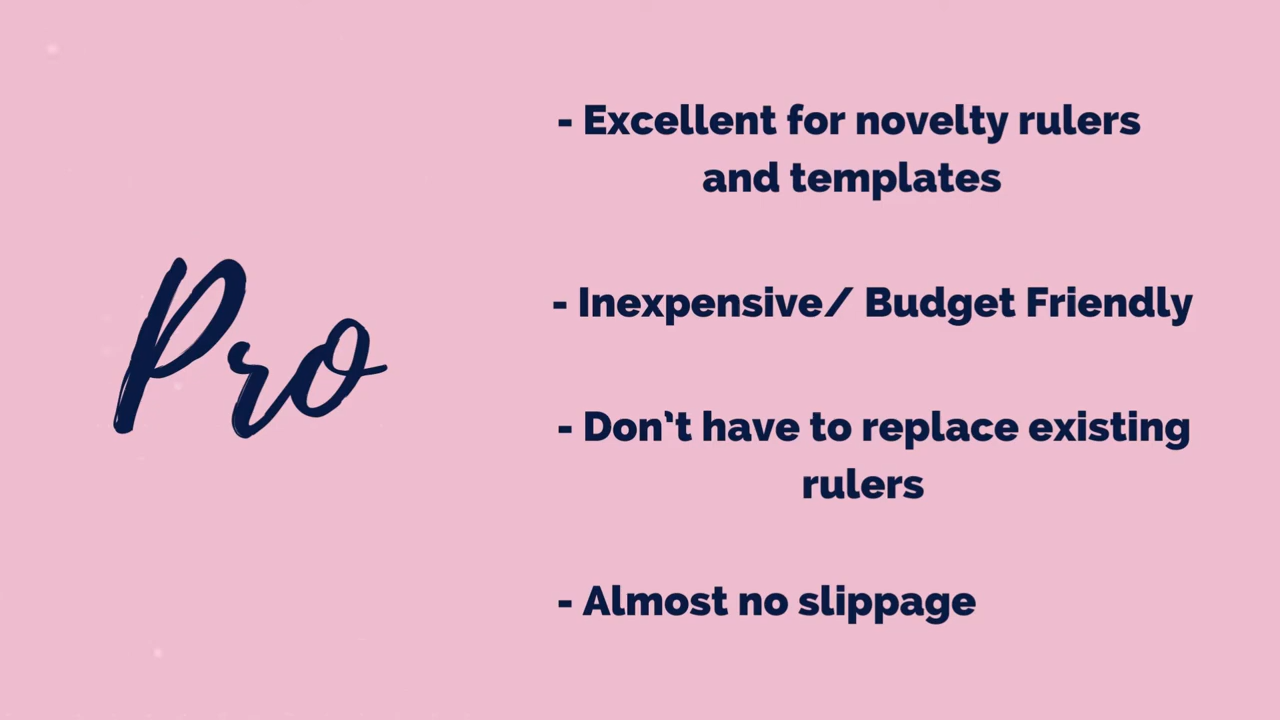 Pro
- Excellent for novelty rulers
and templates
- Inexpensive/ Budget Friendly
- Don't have to replace existing
rulers
- Almost no slippage